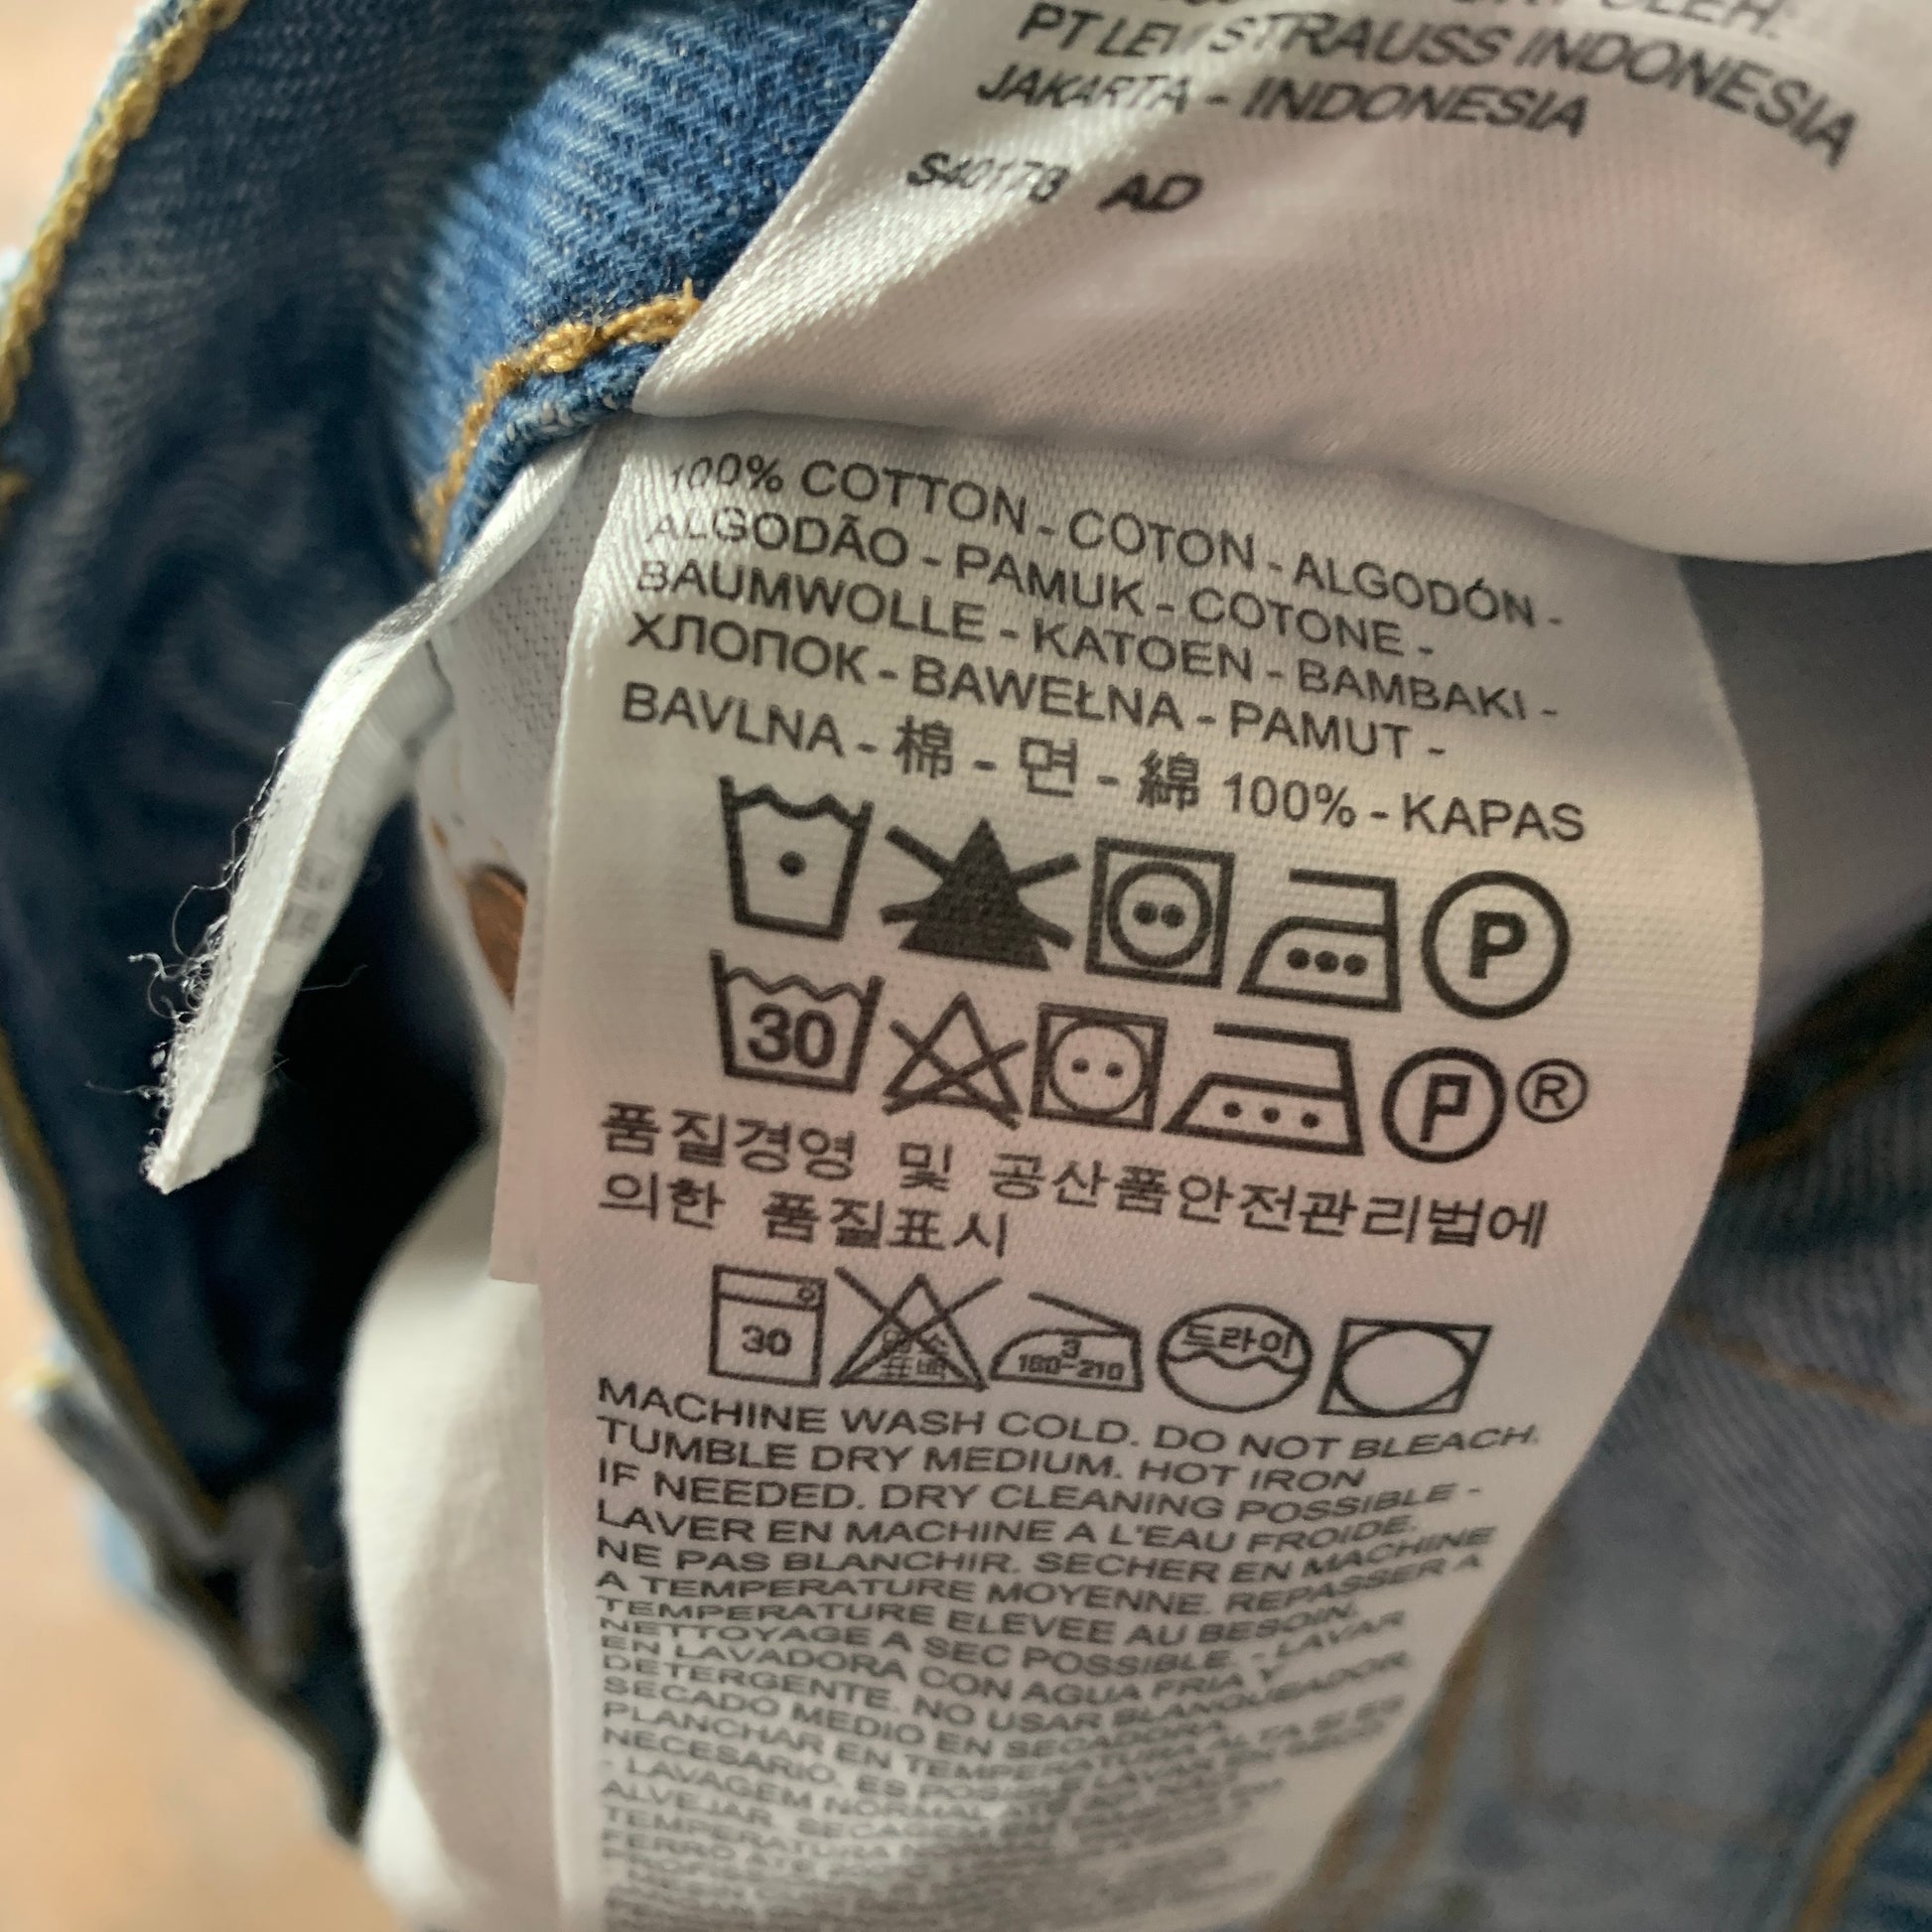 PT LEVI STRAUSS INDONESIA
JAKARTA - INDONESIA
AD
100% COTTON - COTON - ALGODÓN -
ALGODÃO - PAMUK - COTONE -
BAUMWOLLE - KATOEN - BAMBAKI -
ХЛОПОК - BAWEŁNA - PAMUT -
BAVLNA - 棉 - 면 - 綿 100% - KAPAS
P
30 P ®
품질경영 및 공산품안전관리법에
의한 품질표시
30 3 180-210 드라이
MACHINE WASH COLD. DO NOT BLEACH.
TUMBLE DRY MEDIUM. HOT IRON
IF NEEDED. DRY CLEANING POSSIBLE -
LAVER EN MACHINE A L'EAU FROIDE.
NE PAS BLANCHIR. SECHER EN MACHINE
A TEMPERATURE MOYENNE. REPASSER A
TEMPERATURE ELEVEE AU BESOIN.
NETTOYAGE A SEC POSSIBLE. - LAVAR
EN LAVADORA CON AGUA FRIA Y
DETERGENTE. NO USAR BLANQUEADOR.
SECADO MEDIO EN SECADORA.
PLANCHAR EN TEMPERATURA ALTA SI ES
NECESARIO. ES POSIBLE LAVAR EN SECO
- LAVAGEM NORMAL ATÉ
ALVEJAR.
TEMPERATURA
FERRO ATÉ